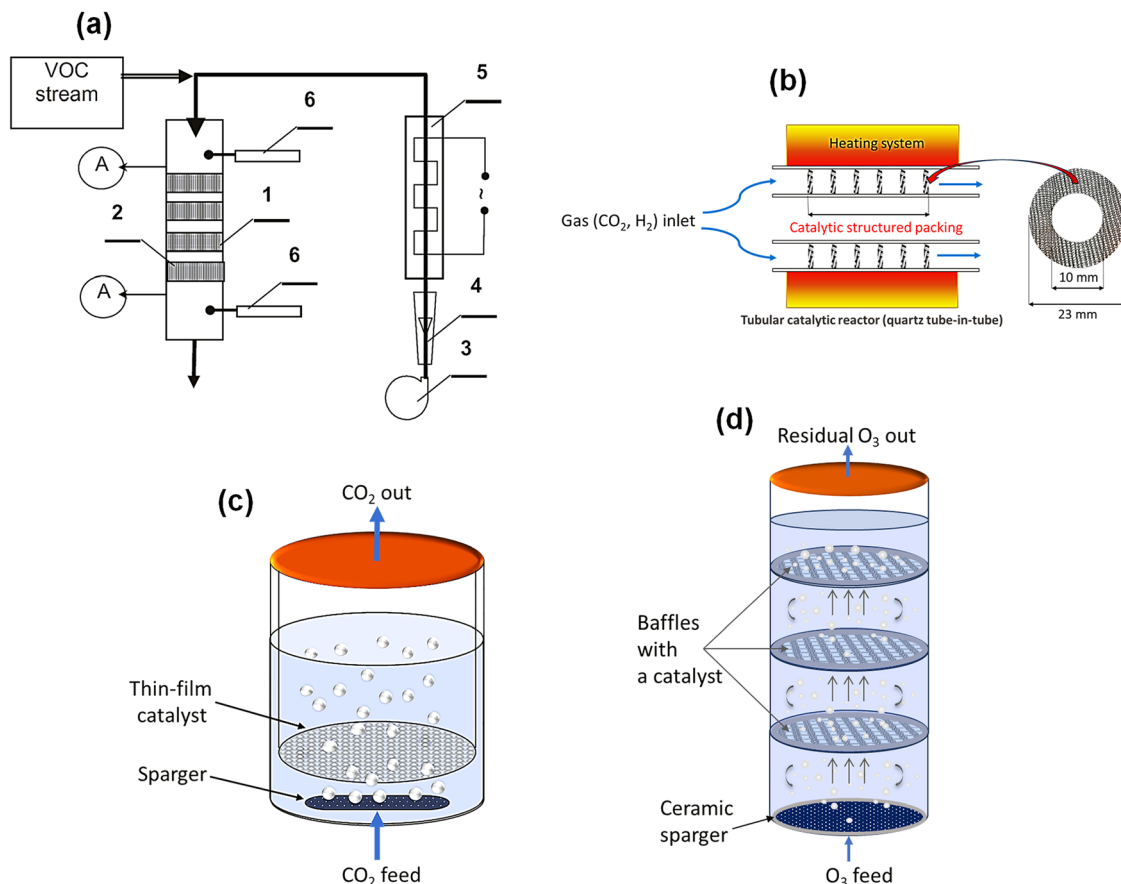 (a)
VOC
stream
5
6
A
1
2
~
6
4
A
3
(b)
Heating system
Gas (CO₂, H₂) inlet
Catalytic structured packing
10 mm
23 mm
Tubular catalytic reactor (quartz tube-in-tube)
(c)
CO₂ out
Thin-film
catalyst
Sparger
CO₂ feed
(d)
Residual O₃ out
Baffles
with
a catalyst
Ceramic
sparger
O₃ feed